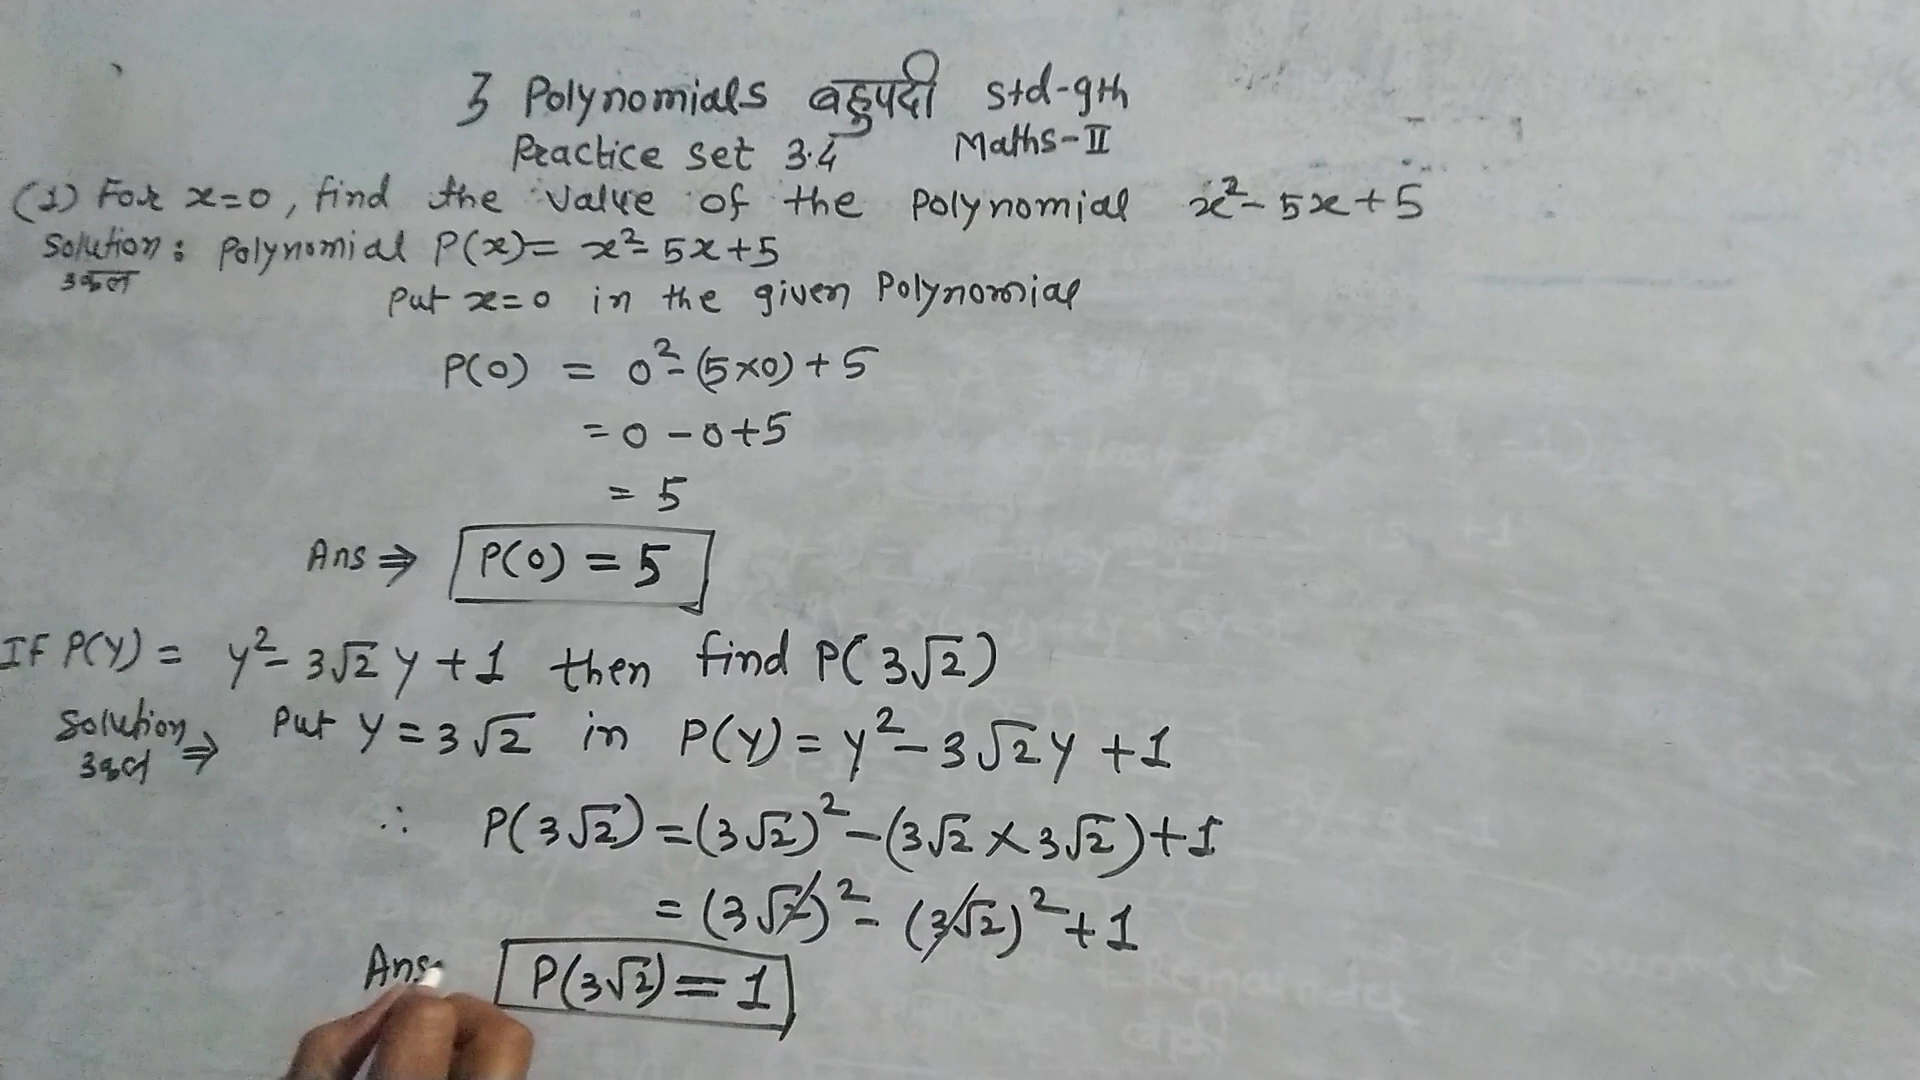 3 Polynomials बहुपदी std-9th
Practice set 3.4 Maths-II
(1) For x=0, find the value of the polynomial x²-5x+5
Solution: polynomial P(x)= x²-5x+5
उकल
Put x=0 in the given Polynomial
P(0) = 0²-(5×0)+5
=0-0+5
= 5
Ans ⇒ P(0)=5
IF P(Y)= y²-3√2y+1 then find P(3√2)
Solution ⇒ Put y=3√2 in P(y)=y²-3√2y+1
उकल
∴ P(3√2)=(3√2)²-(3√2×3√2)+1
=(3√2)²-(3√2)²+1
Ans P(3√2)=1